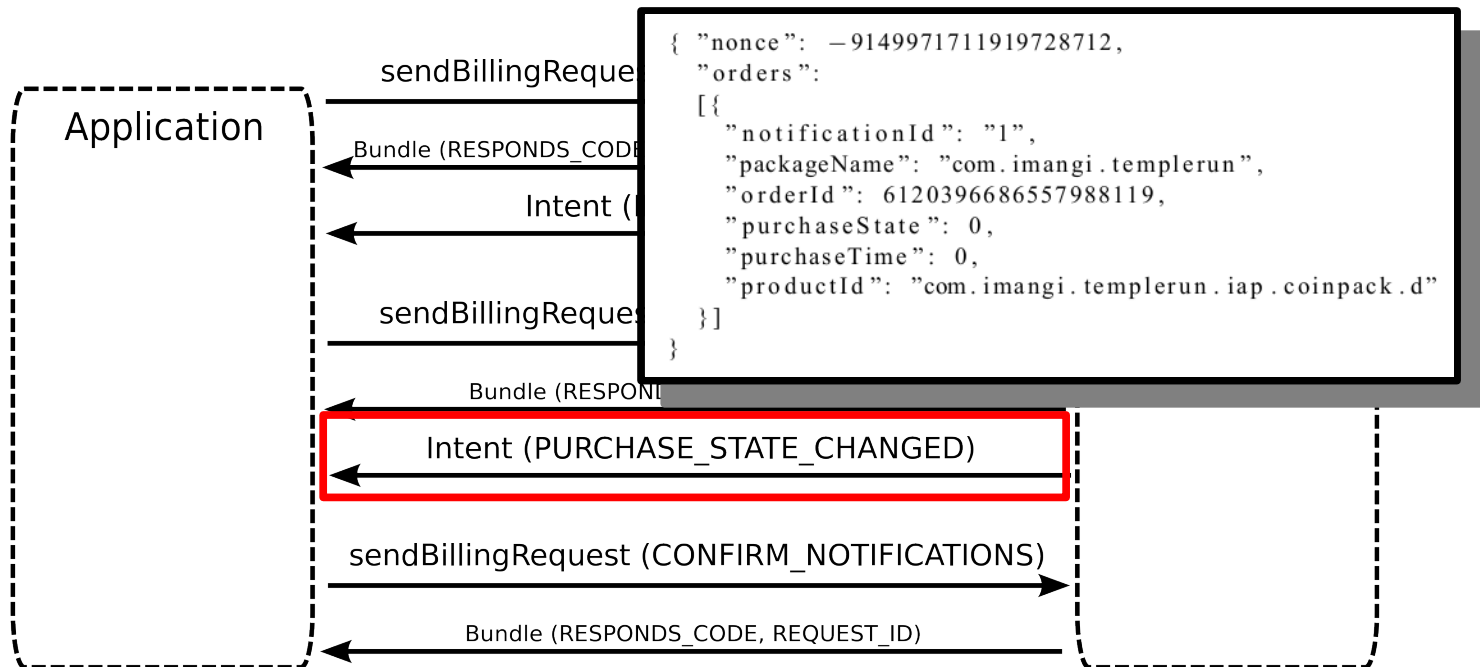 Application
sendBillingReques
Bundle (RESPONDS_CODE
Intent (
sendBillingReques
Bundle (RESPOND
Intent (PURCHASE_STATE_CHANGED)
sendBillingRequest (CONFIRM_NOTIFICATIONS)
Bundle (RESPONDS_CODE, REQUEST_ID)
{ ”nonce”: −9149971711919728712,
”orders”:
[{
”notificationId”: ”1”,
”packageName”: ”com.imangi.templerun”,
”orderId”: 6120396686557988119,
”purchaseState”: 0,
”purchaseTime”: 0,
”productId”: ”com.imangi.templerun.iap.coinpack.d”
}]
}